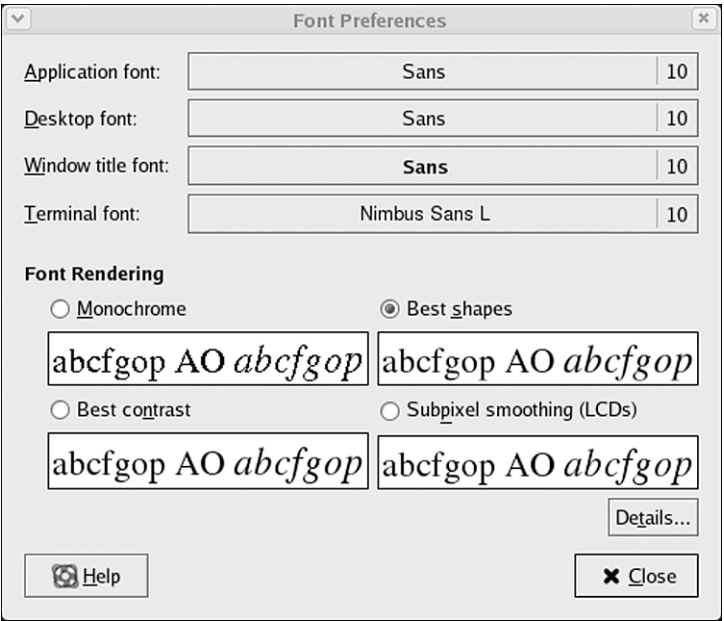 Font Preferences
Application font: Sans 10
Desktop font: Sans 10
Window title font: Sans 10
Terminal font: Nimbus Sans L 10
Font Rendering
Monochrome Best shapes
abcfgop AO abcfgop abcfgop AO abcfgop
Best contrast Subpixel smoothing (LCDs)
abcfgop AO abcfgop abcfgop AO abcfgop
Details...
Help Close